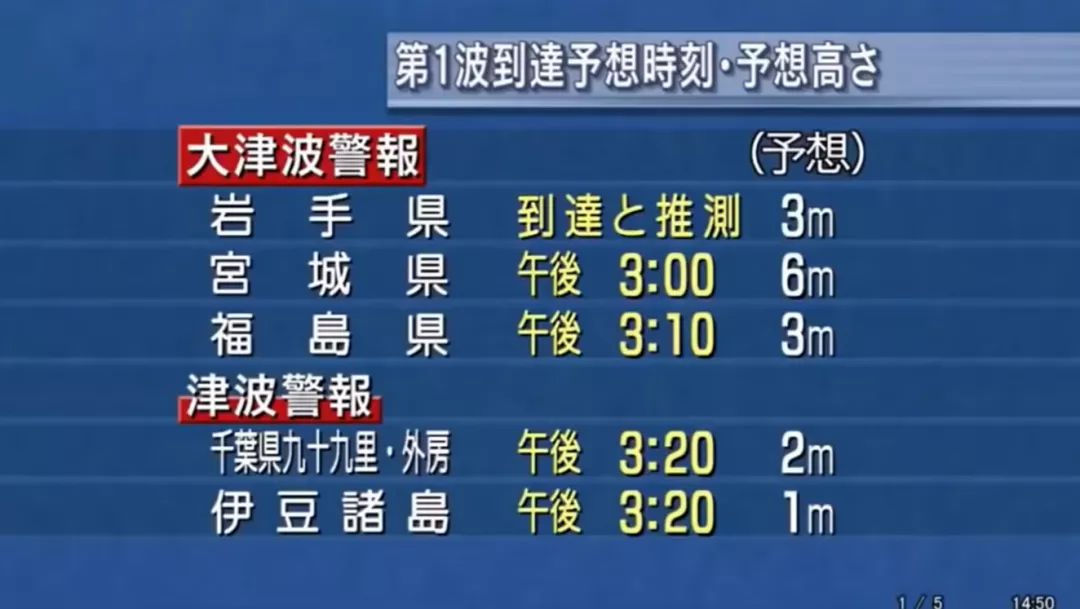 第1波到達予想時刻・予想高さ
大津波警報 (予想)
岩手県 到達と推測 3m
宮城県 午後 3:00 6m
福島県 午後 3:10 3m
津波警報
千葉県九十九里・外房 午後 3:20 2m
伊豆諸島 午後 3:20 1m
1/5 14:50